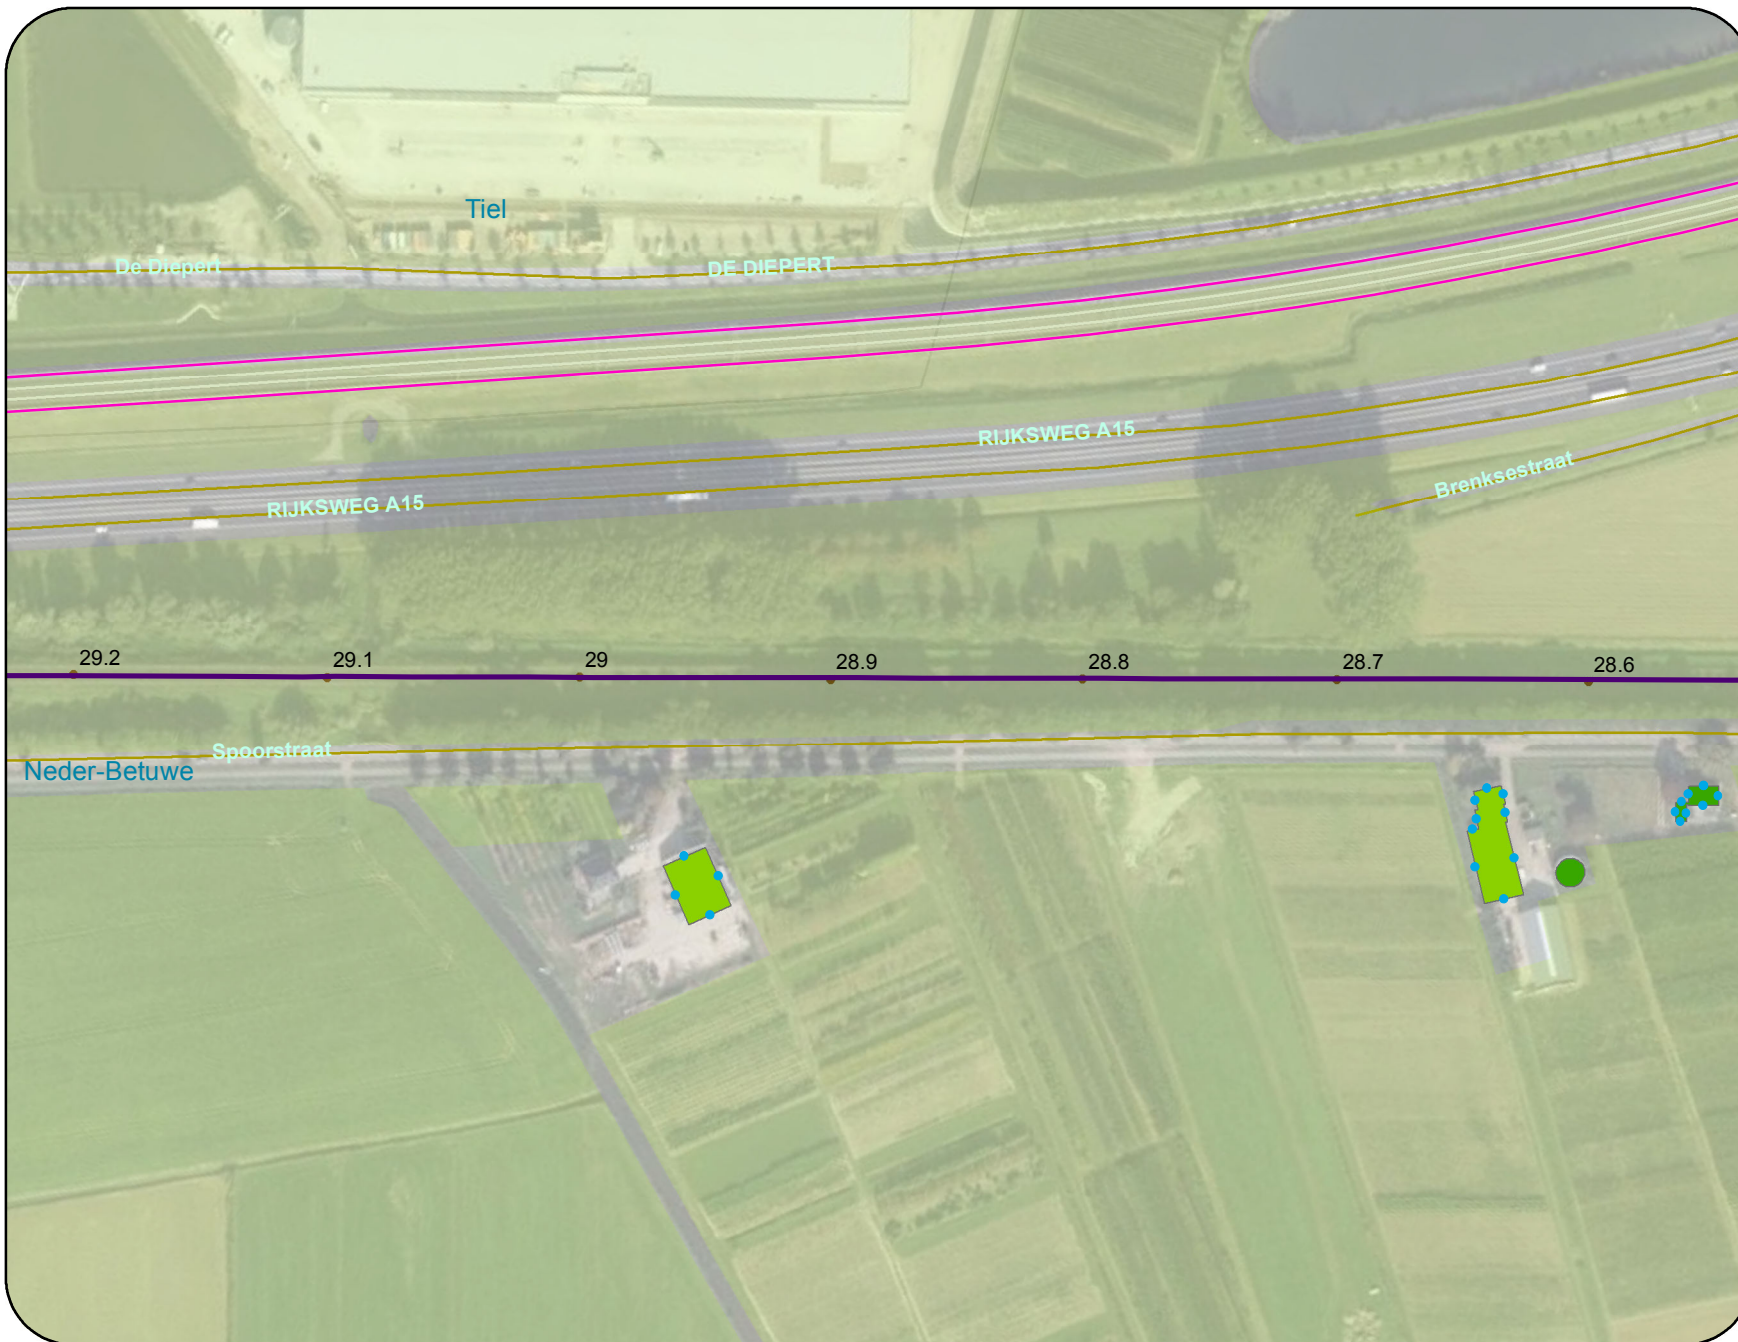 Tiel
De Diepert
DE DIEPERT
RIJKSWEG A15
Brenksestraat
RIJKSWEG A15
29.2
29.1
29
28.9
28.8
28.7
28.6
Spoorstraat
Neder-Betuwe